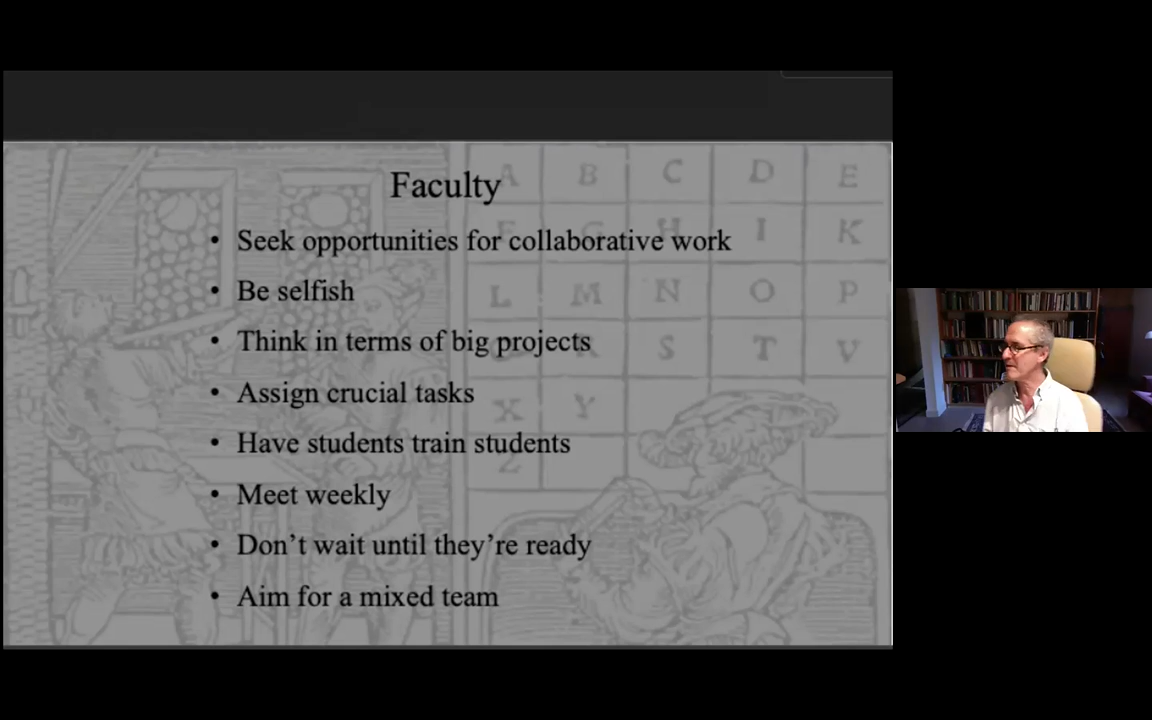 Faculty
• Seek opportunities for collaborative work
• Be selfish
• Think in terms of big projects
• Assign crucial tasks
• Have students train students
• Meet weekly
• Don't wait until they're ready
• Aim for a mixed team
A B C D E
F G H I K
L M N O P
R S T V
X Y
Z